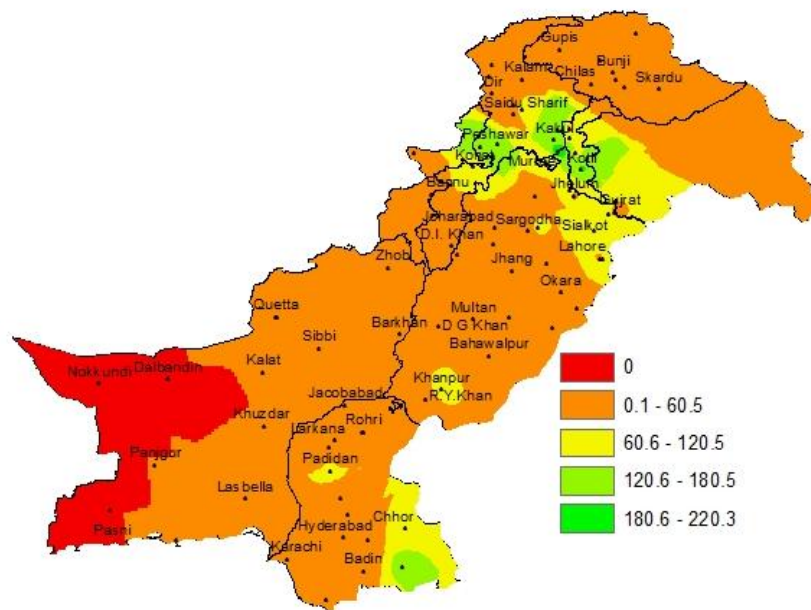 Gupis
Bunji
Kalam
Chilas
Skardu
Dir
Saidu Sharif
Peshawar
Kakul
Kohat
Murree
Kotli
Bannu
Jhelum
Gujrat
Joharabad
Sargodha
Sialkot
D.I. Khan
Lahore
Zhob
Jhang
Okara
Quetta
Multan
Barkhan
D G Khan
Sibbi
Bahawalpur
Kalat
Dalbandin
Nokkundi
Khanpur
Jacobabad
R.Y.Khan
Khuzdar
Rohri
Larkana
Panjgor
Padidan
Lasbella
Pasni
Chhor
Hyderabad
Karachi
Badin
0
0.1 - 60.5
60.6 - 120.5
120.6 - 180.5
180.6 - 220.3